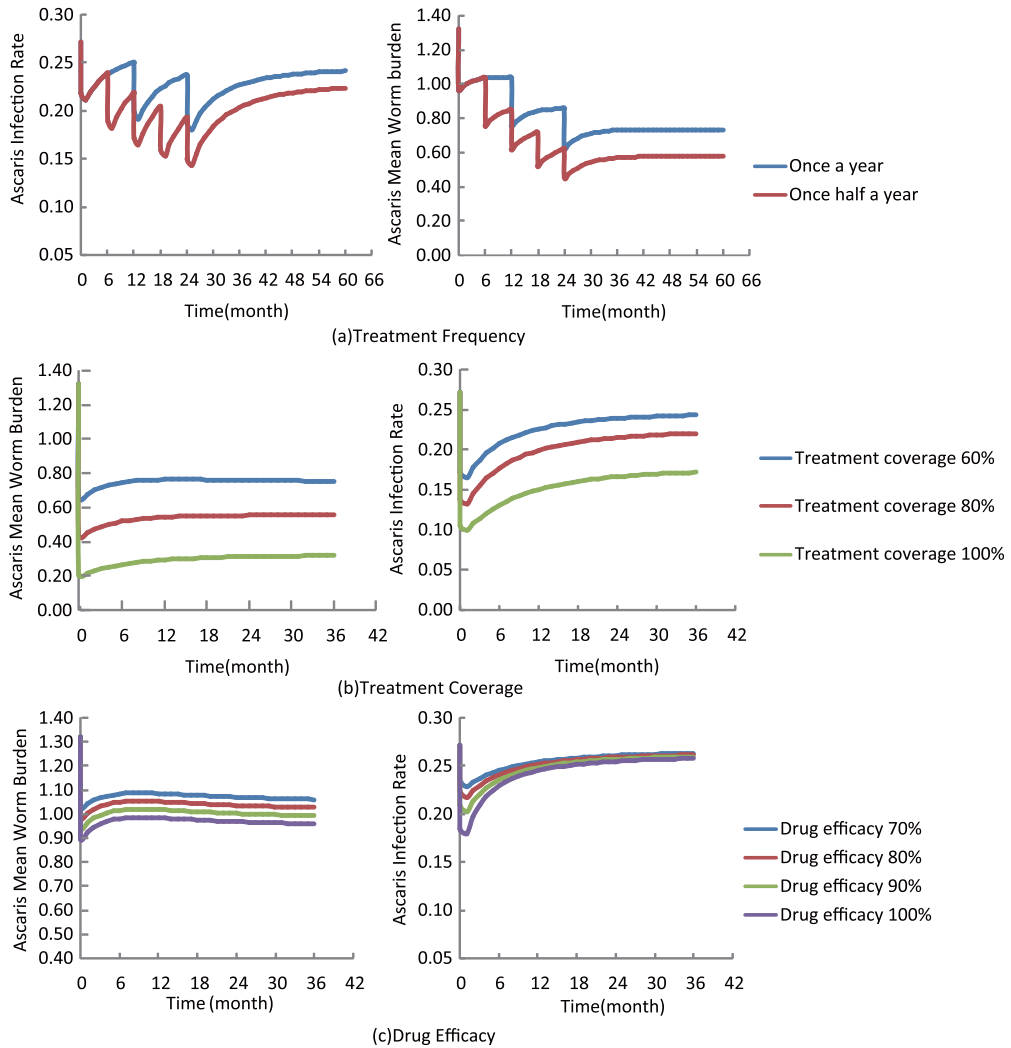 Ascaris Infection Rate
0.30
0.25
0.20
0.15
0.10
0.05
0 6 12 18 24 30 36 42 48 54 60 66
Time(month)
Ascaris Mean Worm burden
1.40
1.20
1.00
0.80
0.60
0.40
0.20
0.00
0 6 12 18 24 30 36 42 48 54 60 66
Time(month)
Once a year
Once half a year
(a)Treatment Frequency
Ascaris Mean Worm Burden
1.40
1.20
1.00
0.80
0.60
0.40
0.20
0.00
0 6 12 18 24 30 36 42
Time(month)
Ascaris Infection Rate
0.30
0.25
0.20
0.15
0.10
0.05
0.00
0 6 12 18 24 30 36 42
Time(month)
Treatment coverage 60%
Treatment coverage 80%
Treatment coverage 100%
(b)Treatment Coverage
Ascaris Mean Worm Burden
1.40
1.30
1.20
1.10
1.00
0.90
0.80
0.70
0.60
0.50
0.40
0 6 12 18 24 30 36 42
Time (month)
Ascaris Infection Rate
0.30
0.25
0.20
0.15
0.10
0.05
0 6 12 18 24 30 36 42
Time(month)
Drug efficacy 70%
Drug efficacy 80%
Drug efficacy 90%
Drug efficacy 100%
(c)Drug Efficacy